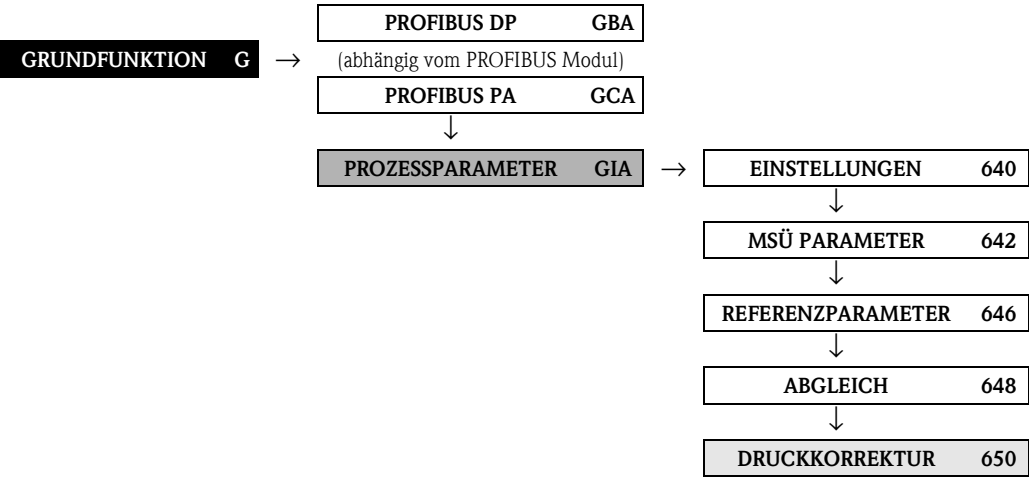 PROFIBUS DP GBA
GRUNDFUNKTION G → (abhängig vom PROFIBUS Modul)
PROFIBUS PA GCA
↓
PROZESSPARAMETER GIA → EINSTELLUNGEN 640
↓
MSÜ PARAMETER 642
↓
REFERENZPARAMETER 646
↓
ABGLEICH 648
↓
DRUCKKORREKTUR 650